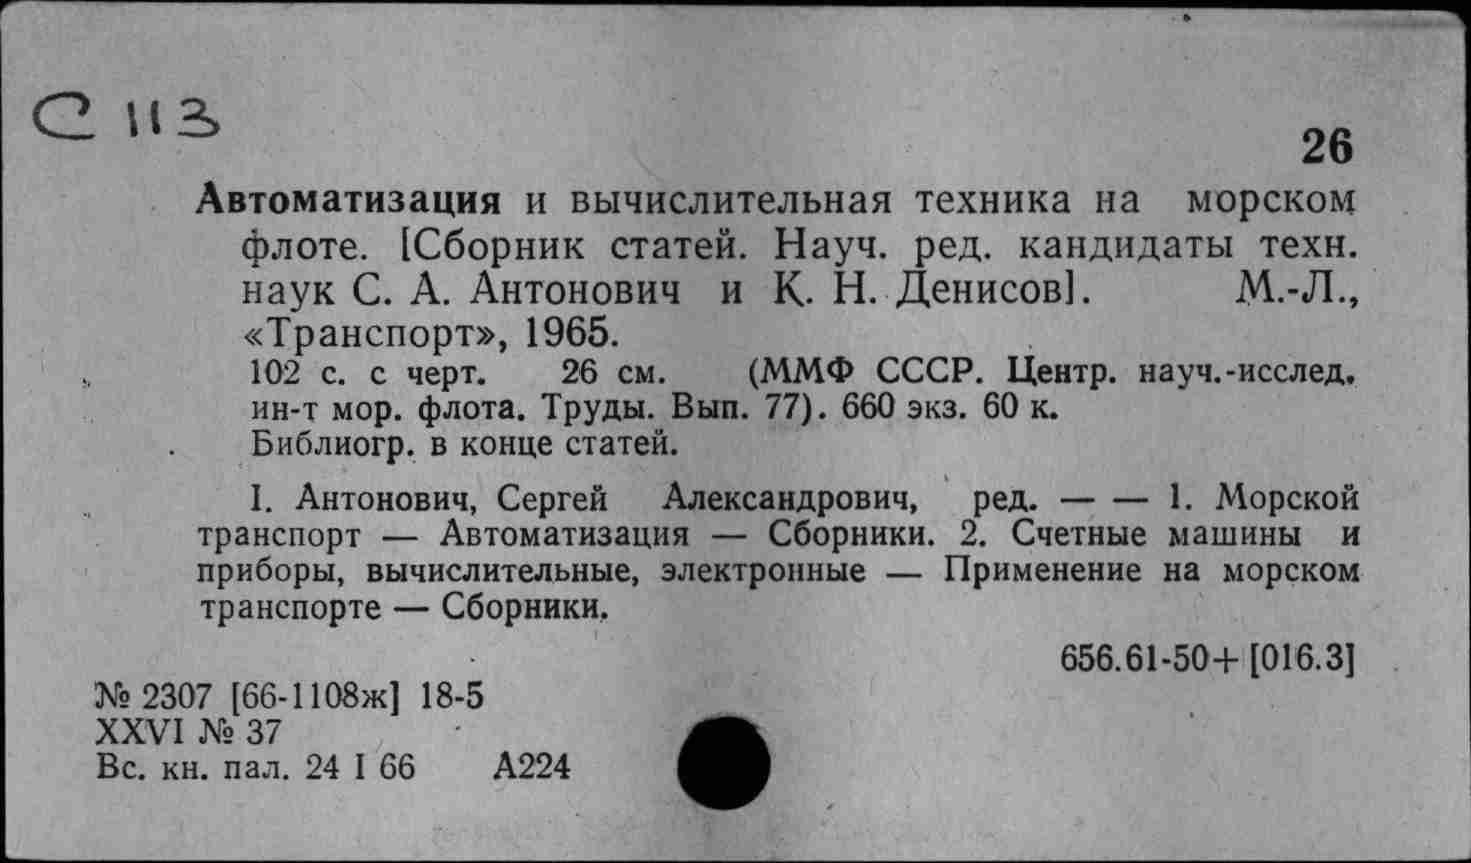 С 113
26
Автоматизация и вычислительная техника на морском
флоте. [Сборник статей. Науч. ред. кандидаты техн.
наук С. А. Антонович и К. Н. Денисов]. М.-Л.,
«Транспорт», 1965.
102 с. с черт. 26 см. (ММФ СССР. Центр. науч.-исслед.
ин-т мор. флота. Труды. Вып. 77). 660 экз. 60 к.
Библиогр. в конце статей.
I. Антонович, Сергей Александрович, ред. — — 1. Морской
транспорт — Автоматизация — Сборники. 2. Счетные машины и
приборы, вычислительные, электронные — Применение на морском
транспорте — Сборники.
656.61-50+[016.3]
№ 2307 [66-1108ж] 18-5
XXVI № 37
Вс. кн. пал. 24 I 66 А224